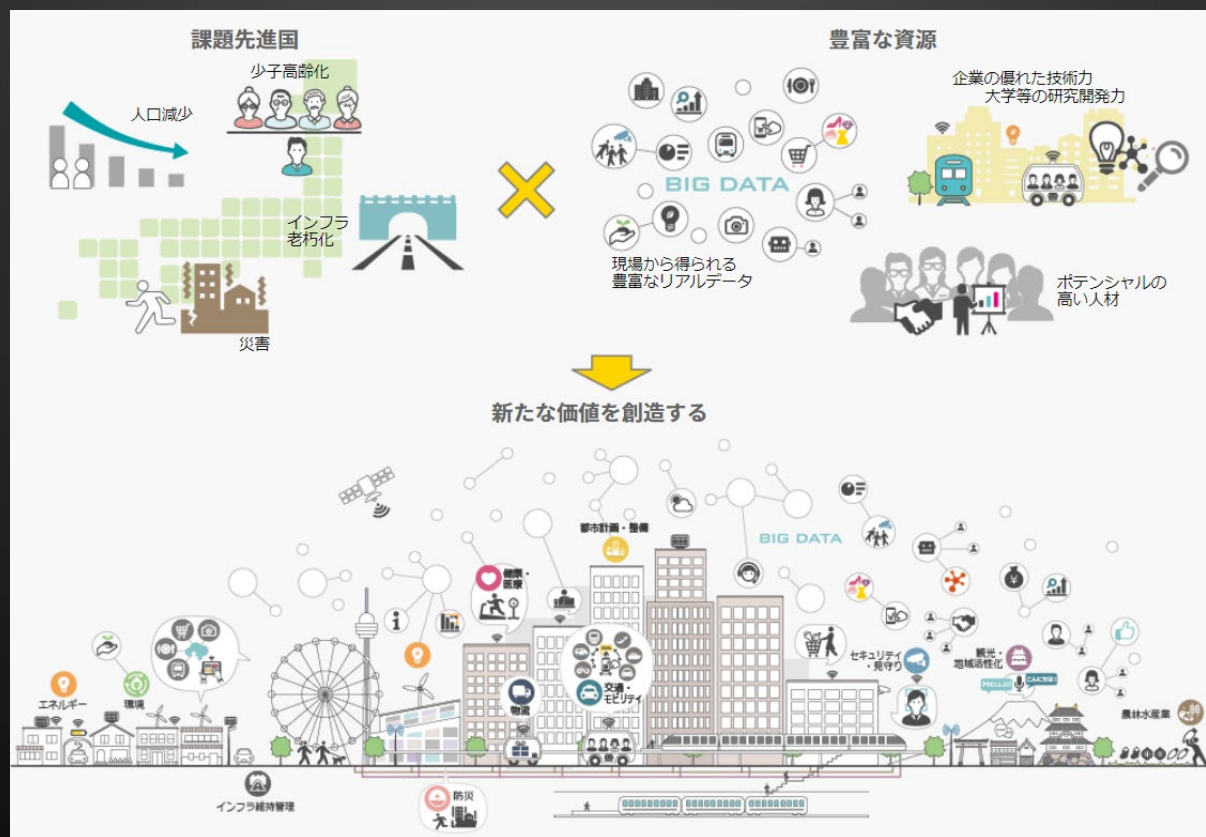 課題先進国
少子高齢化
人口減少
インフラ
老朽化
災害
豊富な資源
企業の優れた技術力
大学等の研究開発力
BIG DATA
現場から得られる
豊富なリアルデータ
ポテンシャルの
高い人材
新たな価値を創造する
都市計画・整備
BIG DATA
健康・
医療
セキュリティ
・見守り
観光・
地域活性化
HELLO!
こんにちは!
交通・
モビリティ
物流
エネルギー
環境
農林水産業
インフラ維持管理
防災